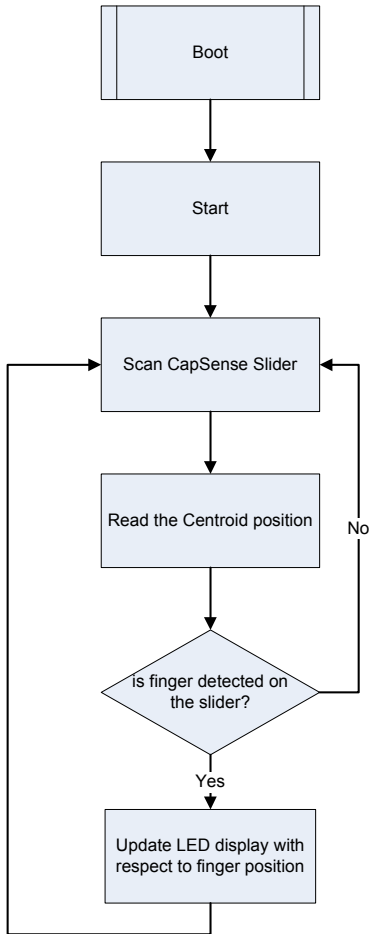 Boot
Start
Scan CapSense Slider
Read the Centroid position
No
is finger detected on
the slider?
Yes
Update LED display with
respect to finger position